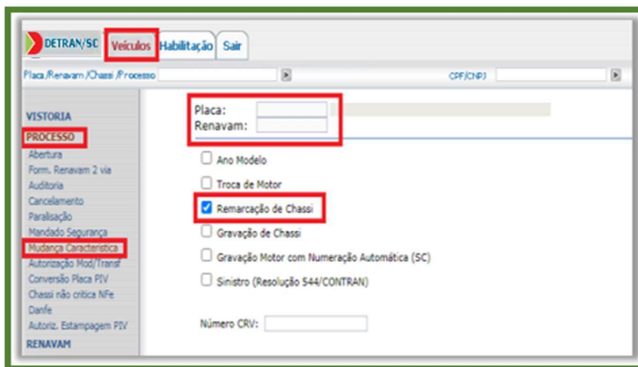 DETRAN/SC Veículos Habilitação Sair
Placa/Renavam/Chassi/Processo CPF/CNPJ
VISTORIA
PROCESSO
Abertura
Form. Renavam 2 via
Auditoria
Cancelamento
Paralisação
Mandado Segurança
Mudança Característica
Autorização Mod/Transf
Conversão Placa PIV
Chassi não critica NFe
Danfe
Autoriz. Estampagem PIV
RENAVAM
Placa:
Renavam:
Ano Modelo
Troca de Motor
Remarcação de Chassi
Gravação de Chassi
Gravação Motor com Numeração Automática (SC)
Sinistro (Resolução 544/CONTRAN)
Número CRV: